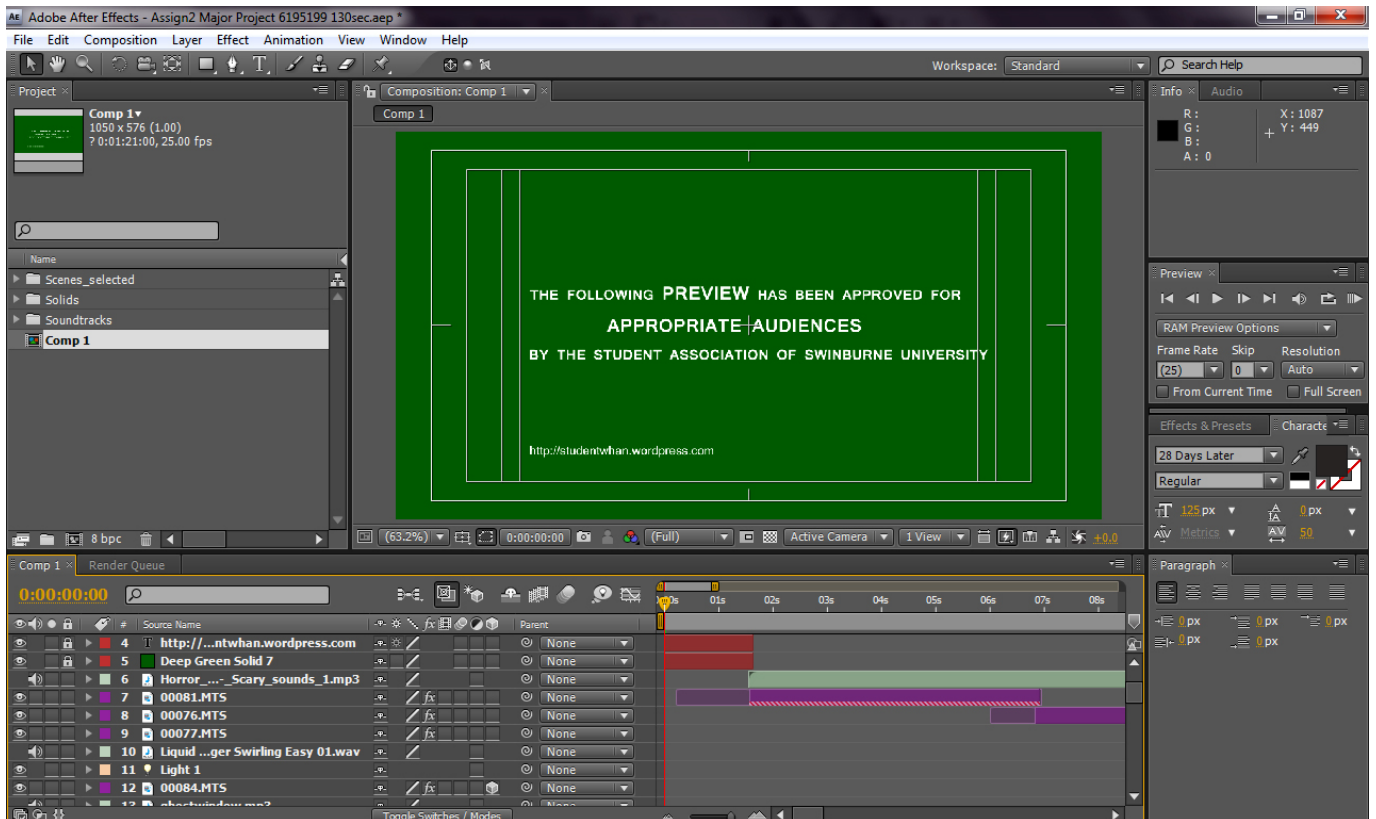 Adobe After Effects - Assign2 Major Project 6195199 130sec.aep *
File Edit Composition Layer Effect Animation View Window Help
Workspace: Standard Search Help
Project
Comp 1
1050 x 576 (1.00)
? 0:01:21:00, 25.00 fps
Name
Scenes_selected
Solids
Soundtracks
Comp 1
8 bpc
Composition: Comp 1
Comp 1
THE FOLLOWING PREVIEW HAS BEEN APPROVED FOR
APPROPRIATE AUDIENCES
BY THE STUDENT ASSOCIATION OF SWINBURNE UNIVERSITY
http://studentwhan.wordpress.com
(63.2%) 0:00:00:00 (Full) Active Camera 1 View +0.0
Info Audio
R : X : 1087
G : Y : 449
B :
A : 0
Preview
RAM Preview Options
Frame Rate Skip Resolution
(25) 0 Auto
From Current Time Full Screen
Effects & Presets Characte
28 Days Later
Regular
125 px 0 px
Metrics 50
Paragraph
0 px 0 px 0 px
0 px 0 px
Comp 1 Render Queue
0:00:00:00
01s 02s 03s 04s 05s 06s 07s 08s
# Source Name Parent
4 T http://...ntwhan.wordpress.com None
5 Deep Green Solid 7 None
6 Horror_...-_Scary_sounds_1.mp3 None
7 00081.MTS None
8 00076.MTS None
9 00077.MTS None
10 Liquid ...ger Swirling Easy 01.wav None
11 Light 1 None
12 00084.MTS None
13 ghostwindow.mp3 None
Toggle Switches / Modes